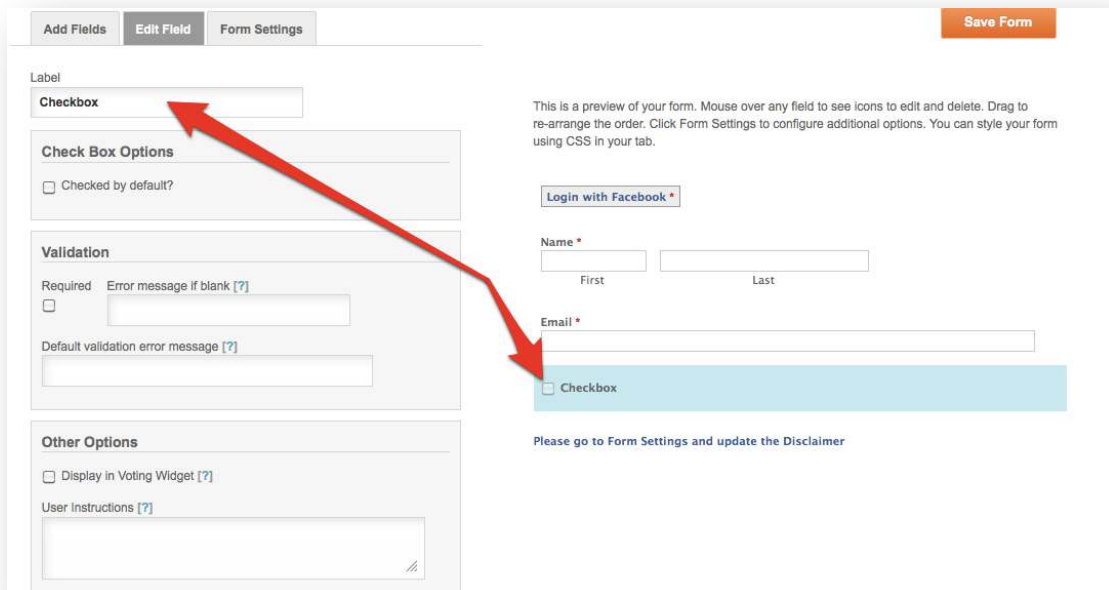 Add Fields
Edit Field
Form Settings
Save Form
Label
Checkbox
Check Box Options
Checked by default?
Validation
Required
Error message if blank [?]
Default validation error message [?]
Other Options
Display in Voting Widget [?]
User Instructions [?]
This is a preview of your form. Mouse over any field to see icons to edit and delete. Drag to
re-arrange the order. Click Form Settings to configure additional options. You can style your form
using CSS in your tab.
Login with Facebook *
Name *
First
Last
Email *
Checkbox
Please go to Form Settings and update the Disclaimer